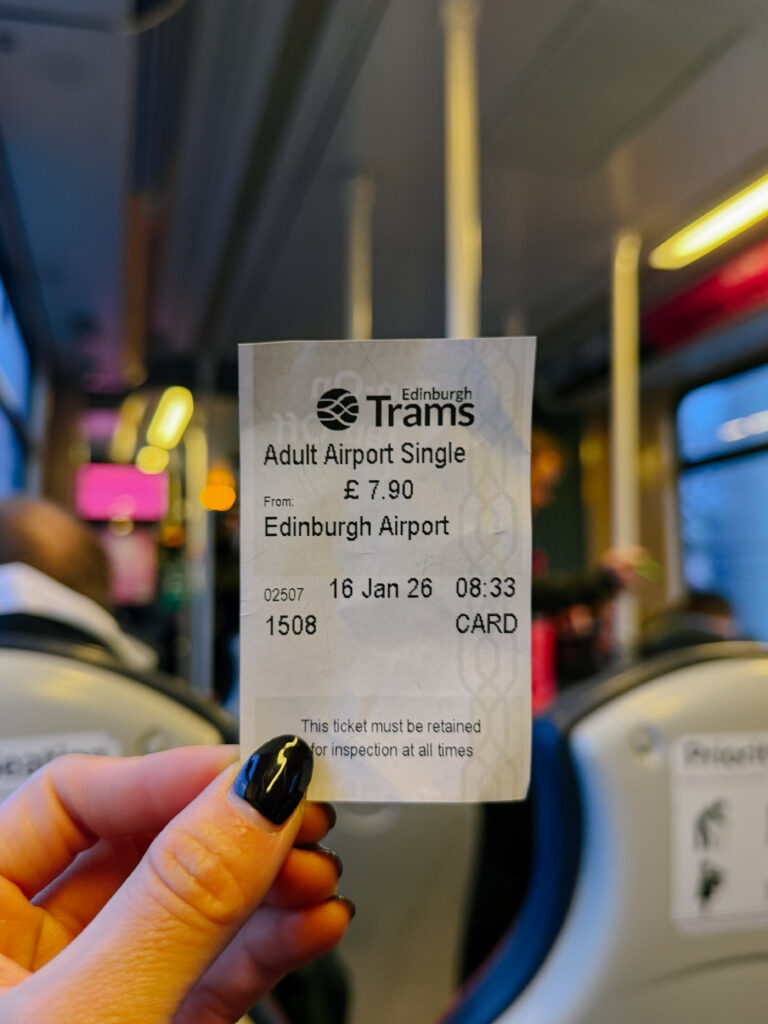 Edinburgh
Trams
Adult Airport Single
£ 7.90
From:
Edinburgh Airport
02507 16 Jan 26 08:33
1508 CARD
This ticket must be retained
for inspection at all times